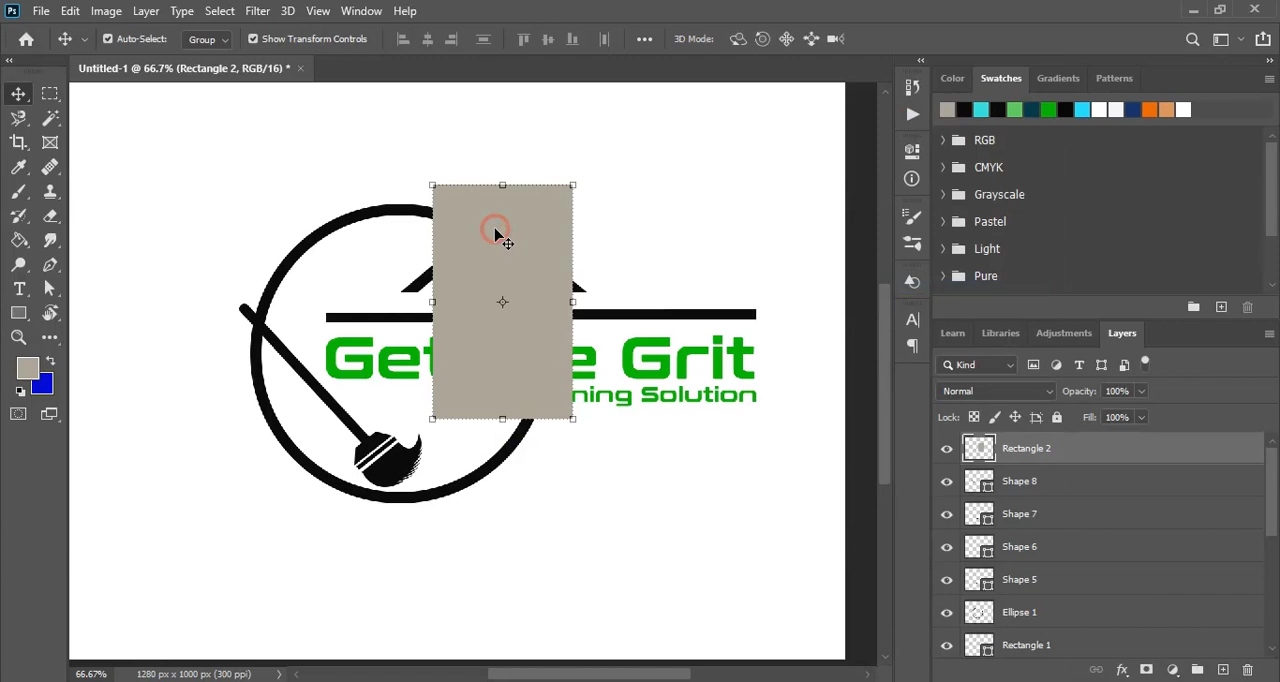 Ps File Edit Image Layer Type Select Filter 3D View Window Help
Auto-Select: Group Show Transform Controls 3D Mode:
Untitled-1 @ 66.7% (Rectangle 2, RGB/16) *
Color Swatches Gradients Patterns
RGB
CMYK
Grayscale
Pastel
Light
Pure
Get e Grit
ning Solution
Learn Libraries Adjustments Layers
Kind
Normal Opacity: 100%
Lock: Fill: 100%
Rectangle 2
Shape 8
Shape 7
Shape 6
Shape 5
Ellipse 1
Rectangle 1
66.67% 1280 px x 1000 px (300 ppi)